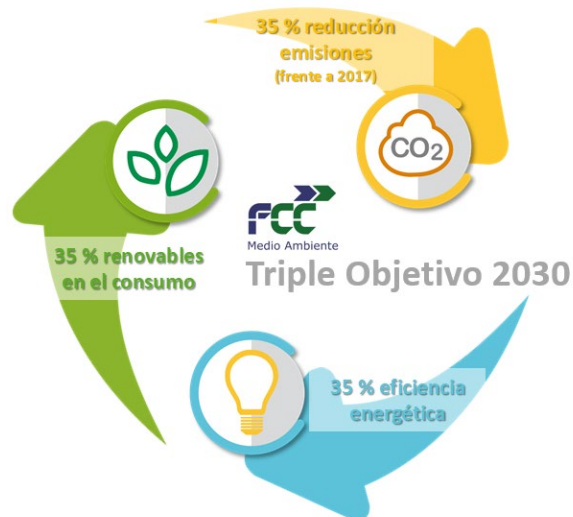 35 % reducción
emisiones
(frente a 2017)
CO2
FCC
Medio Ambiente
Triple Objetivo 2030
35 % renovables
en el consumo
35 % eficiencia
energética